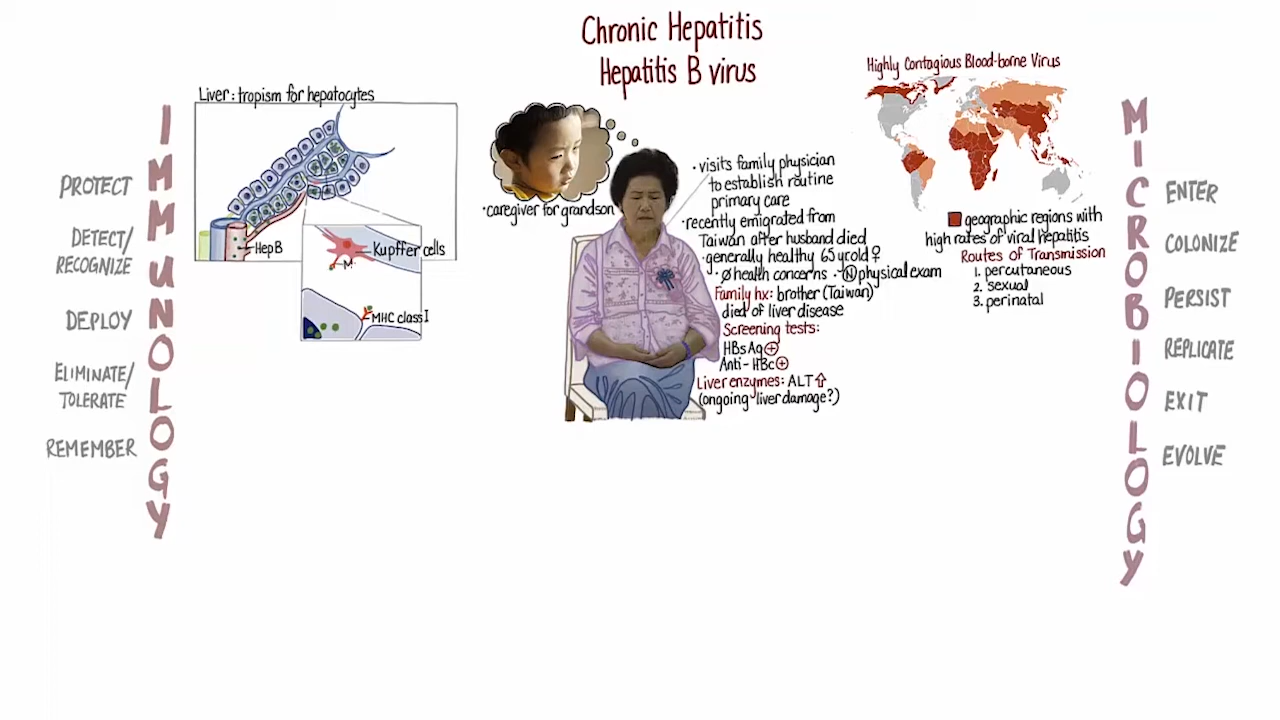 Chronic Hepatitis
Hepatitis B virus
IMMUNOLOGY
PROTECT
DETECT/
RECOGNIZE
DEPLOY
ELIMINATE/
TOLERATE
REMEMBER
Liver: tropism for hepatocytes
HepB
Kupffer cells
M
MHC class I
•caregiver for grandson
•visits family physician
to establish routine
primary care
•recently emigrated from
Taiwan after husband died
•generally healthy 65 yr old ♀
•Ø health concerns •Ⓝ physical exam
Family hx: brother (Taiwan)
died of liver disease
Screening tests:
HBsAg ⊕
Anti-HBc ⊕
Liver enzymes: ALT ⇧
(ongoing liver damage?)
Highly Contagious Blood-borne Virus
geographic regions with
high rates of viral hepatitis
Routes of Transmission
1. percutaneous
2. sexual
3. perinatal
MICROBIOLOGY
ENTER
COLONIZE
PERSIST
REPLICATE
EXIT
EVOLVE